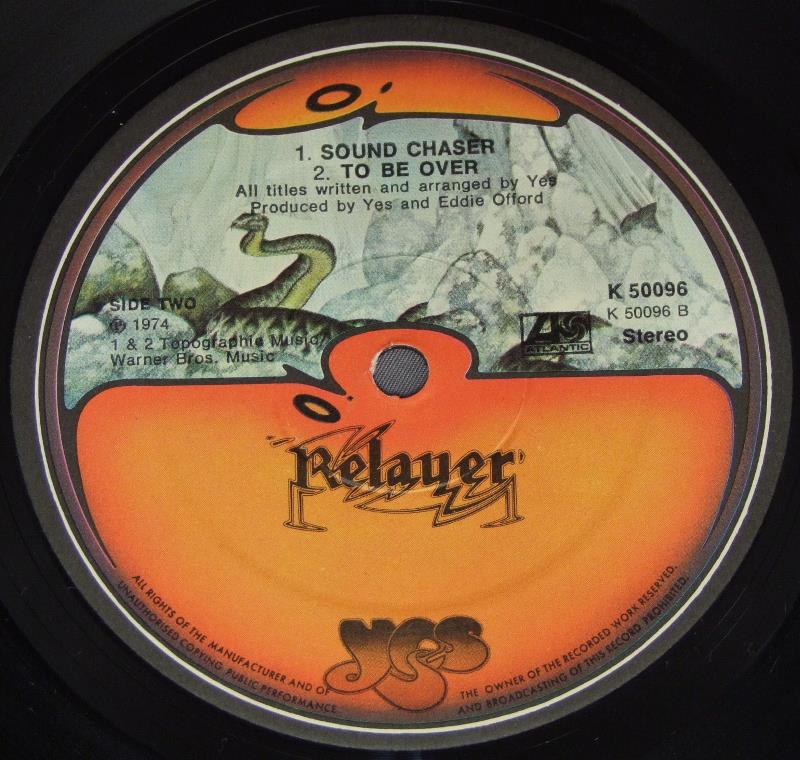 1. SOUND CHASER
2. TO BE OVER
All titles written and arranged by Yes
Produced by Yes and Eddie Offord
SIDE TWO
℗ 1974
1 & 2 Topographic Music/
Warner Bros. Music
ATLANTIC
K 50096
K 50096 B
Stereo
"Relayer"
Yes
ALL RIGHTS OF THE MANUFACTURER AND OF THE OWNER OF THE RECORDED WORK RESERVED.
UNAUTHORISED COPYING PUBLIC PERFORMANCE AND BROADCASTING OF THIS RECORD PROHIBITED.